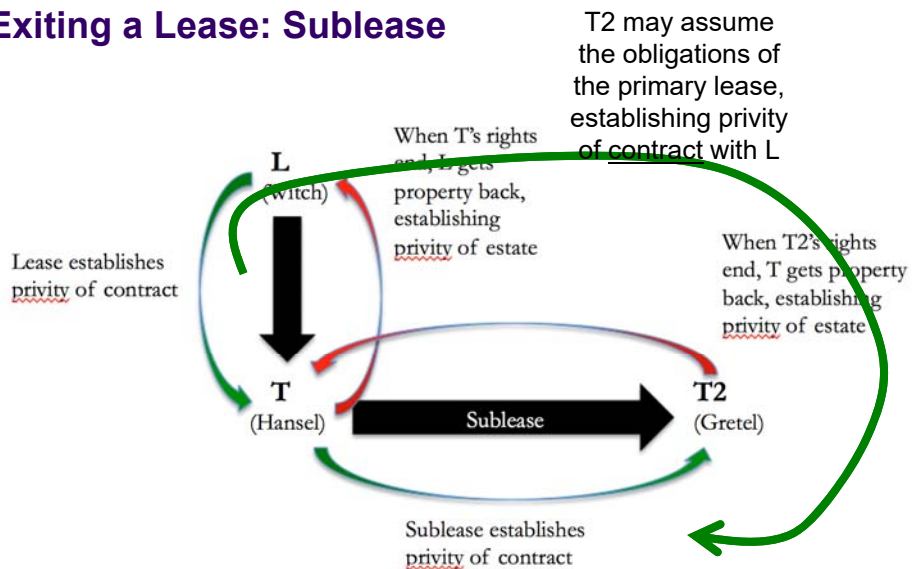 Exiting a Lease: Sublease
T2 may assume
the obligations of
the primary lease,
establishing privity
of contract with L
When T's rights
end, L gets
property back,
establishing
privity of estate
L
(Witch)
Lease establishes
privity of contract
When T2's rights
end, T gets property
back, establishing
privity of estate
T
(Hansel)
Sublease
T2
(Gretel)
Sublease establishes
privity of contract